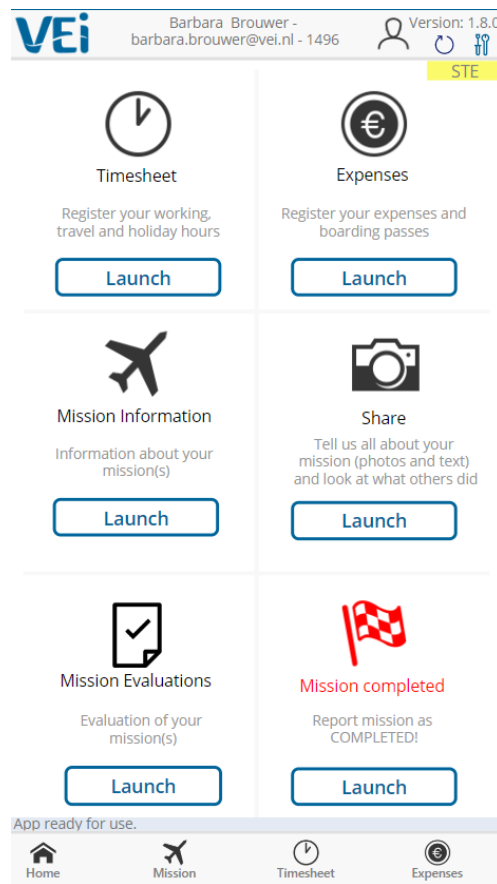 VEi
Barbara Brouwer -
barbara.brouwer@vei.nl - 1496
Version: 1.8.0
STE
Timesheet
Register your working,
travel and holiday hours
Launch
Expenses
Register your expenses and
boarding passes
Launch
Mission Information
Information about your
mission(s)
Launch
Share
Tell us all about your
mission (photos and text)
and look at what others did
Launch
Mission Evaluations
Evaluation of your
mission(s)
Launch
Mission completed
Report mission as
COMPLETED!
Launch
App ready for use.
Home
Mission
Timesheet
Expenses